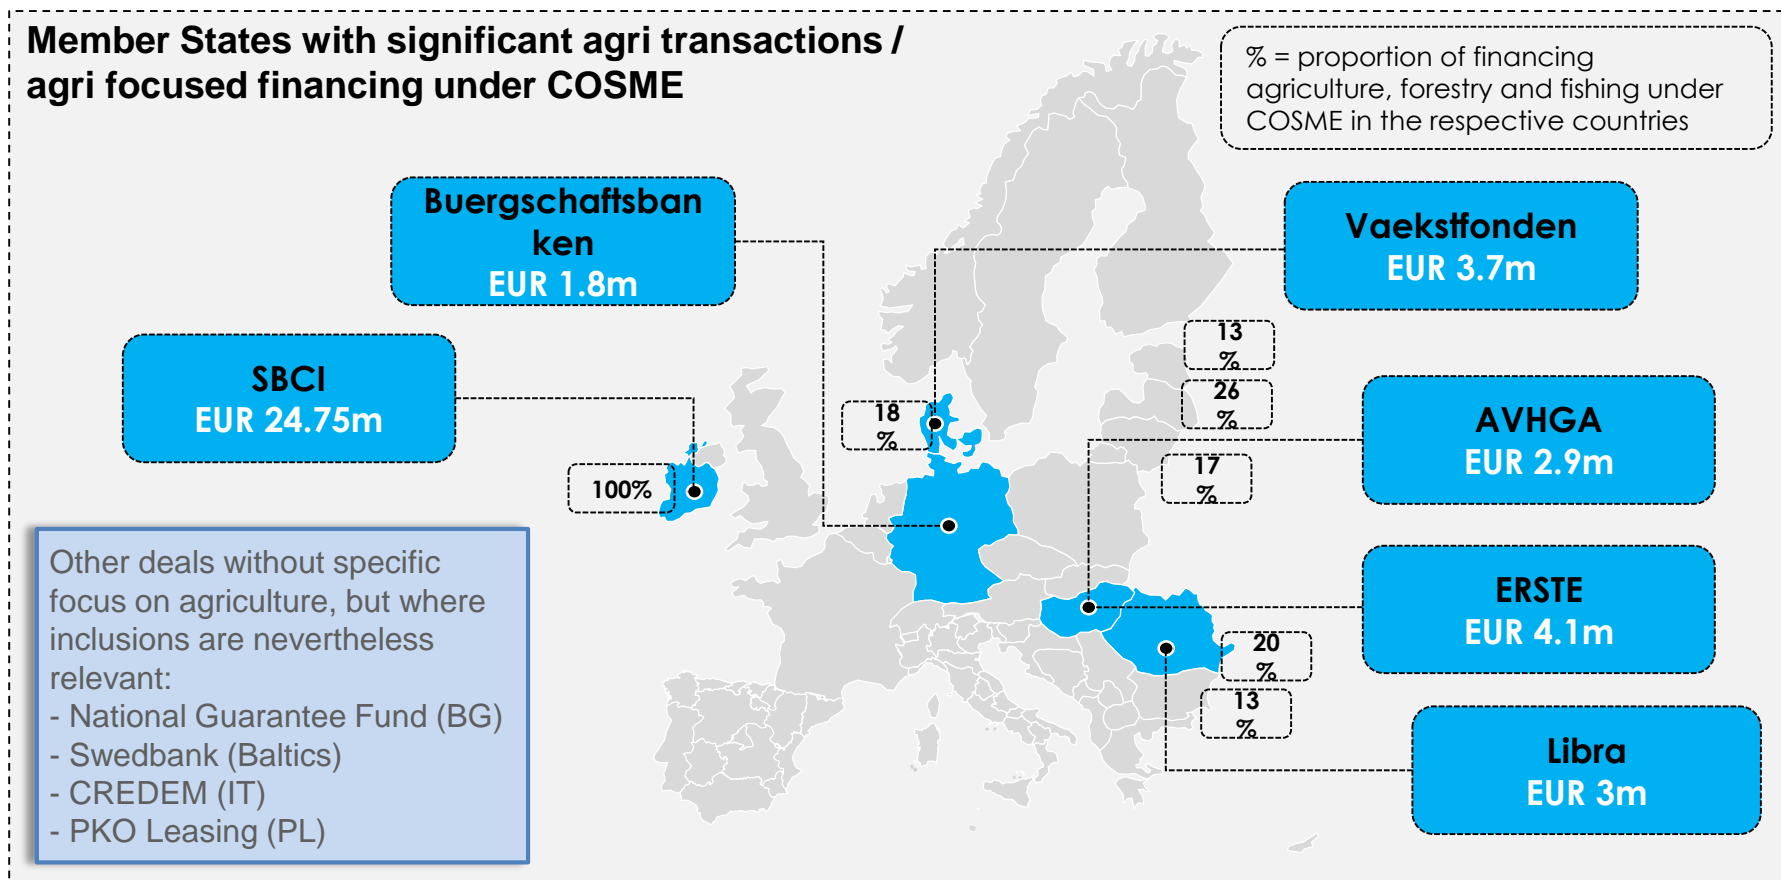 Member States with significant agri transactions /
agri focused financing under COSME
% = proportion of financing
agriculture, forestry and fishing under
COSME in the respective countries
Buergschaftsban
ken
EUR 1.8m
Vaekstfonden
EUR 3.7m
SBCI
EUR 24.75m
13
%
26
%
18
%
AVHGA
EUR 2.9m
17
%
100%
Other deals without specific
focus on agriculture, but where
inclusions are nevertheless
relevant:
- National Guarantee Fund (BG)
- Swedbank (Baltics)
- CREDEM (IT)
- PKO Leasing (PL)
ERSTE
EUR 4.1m
20
%
13
%
Libra
EUR 3m